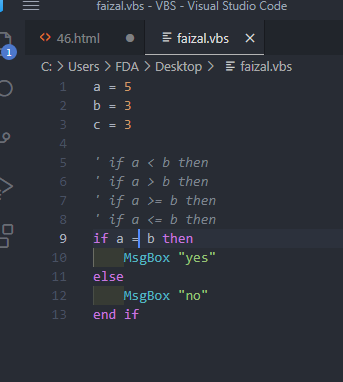 faizal.vbs - VBS - Visual Studio Code
<> 46.html
faizal.vbs
C: > Users > FDA > Desktop > faizal.vbs
1
1 a = 5
2 b = 3
3 c = 3
4
5 ' if a < b then
6 ' if a > b then
7 ' if a >= b then
8 ' if a <= b then
9 if a = b then
10 MsgBox "yes"
11 else
12 MsgBox "no"
13 end if